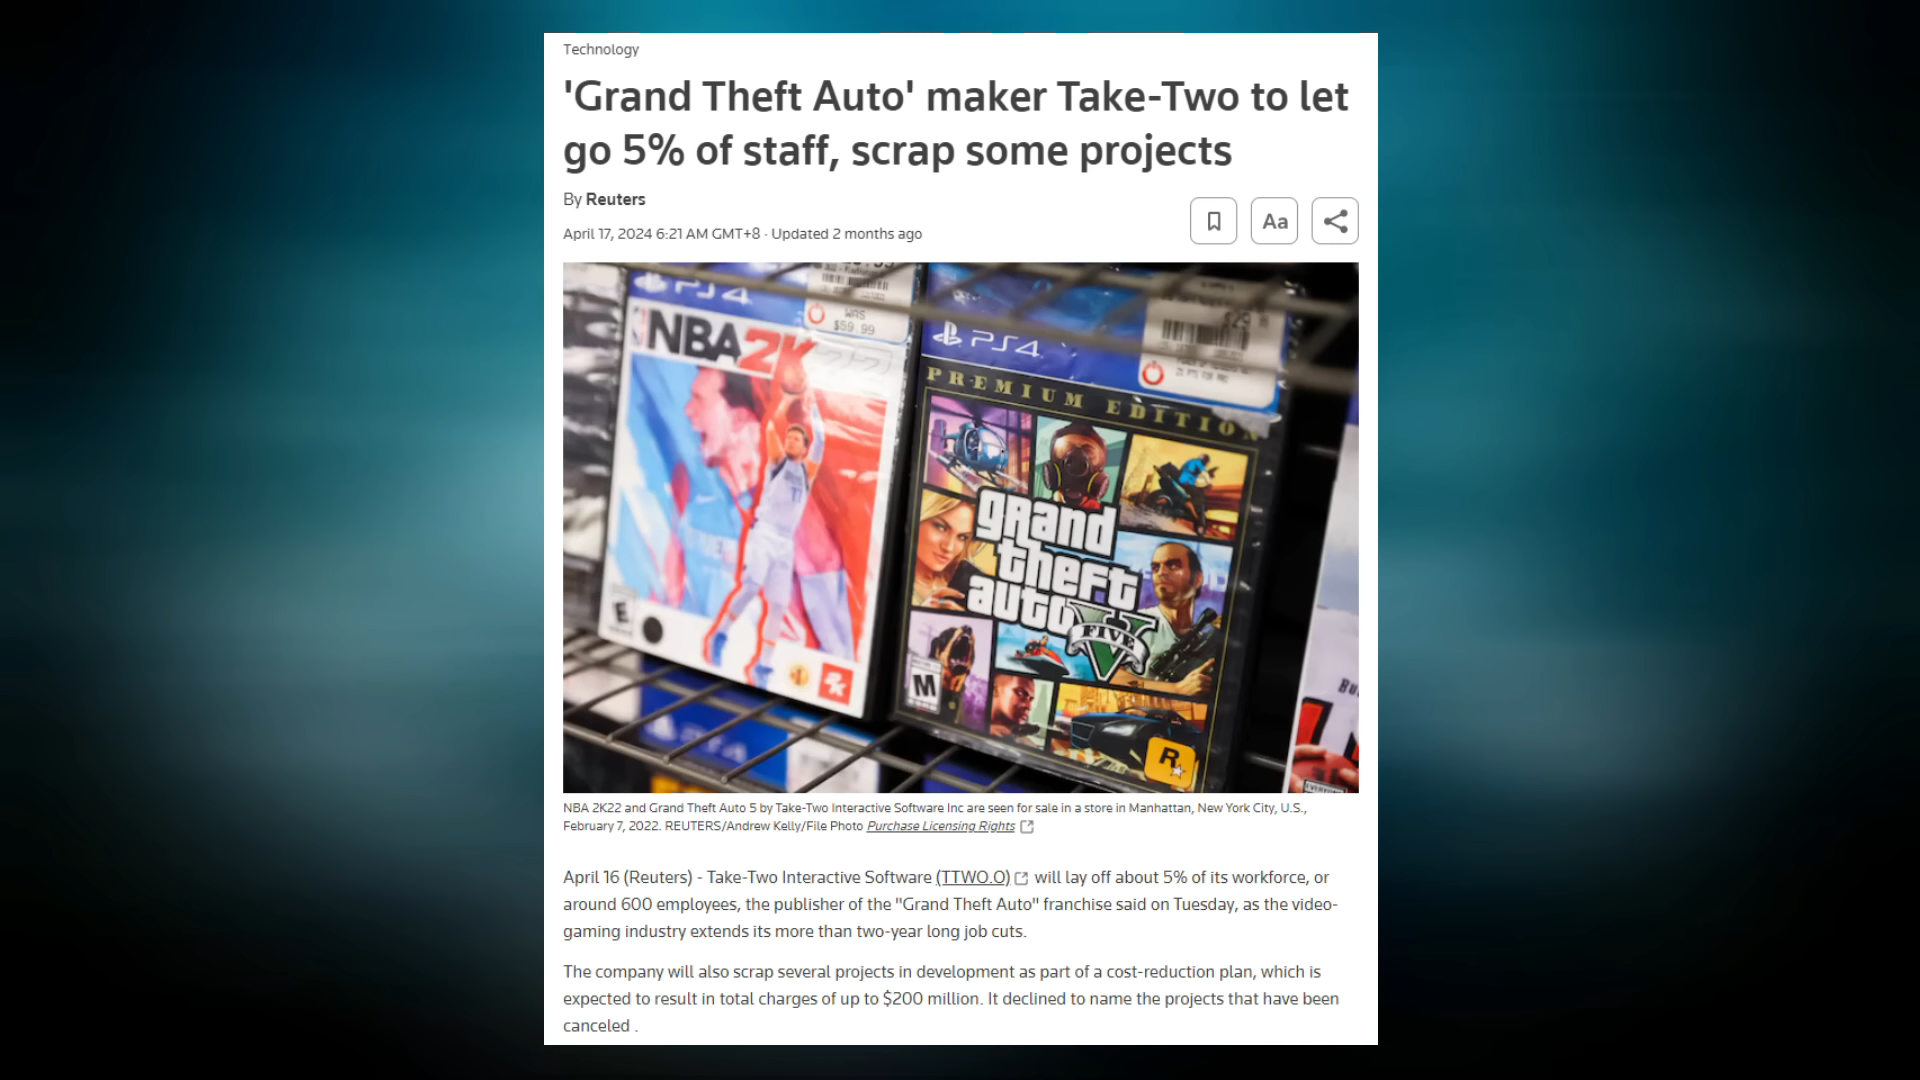 Technology
'Grand Theft Auto' maker Take-Two to let
go 5% of staff, scrap some projects
By Reuters
April 17, 2024 6:21 AM GMT+8 · Updated 2 months ago
Aa
PS4
WAS
$59.99
NBA 2K22
PS4
PREMIUM EDITION
grand
theft
auto
FIVE
V
E
M
2K
R
PS4
NBA 2K22 and Grand Theft Auto 5 by Take-Two Interactive Software Inc are seen for sale in a store in Manhattan, New York City, U.S.,
February 7, 2022. REUTERS/Andrew Kelly/File Photo Purchase Licensing Rights
April 16 (Reuters) - Take-Two Interactive Software (TTWO.O) will lay off about 5% of its workforce, or
around 600 employees, the publisher of the "Grand Theft Auto" franchise said on Tuesday, as the video-
gaming industry extends its more than two-year long job cuts.
The company will also scrap several projects in development as part of a cost-reduction plan, which is
expected to result in total charges of up to $200 million. It declined to name the projects that have been
canceled .